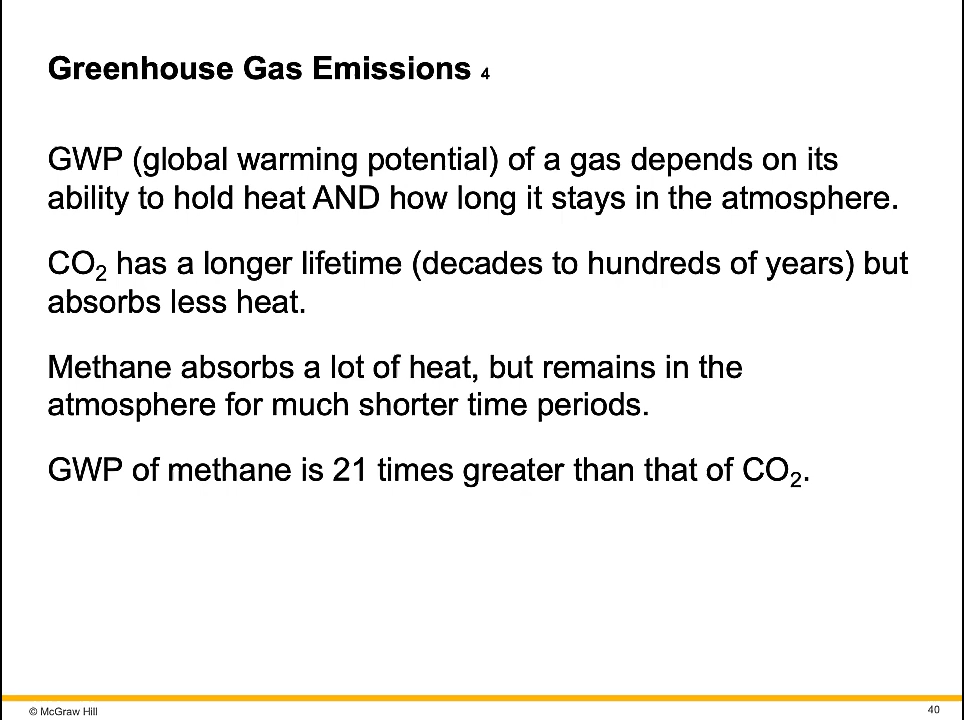 Greenhouse Gas Emissions 4
GWP (global warming potential) of a gas depends on its
ability to hold heat AND how long it stays in the atmosphere.
CO₂ has a longer lifetime (decades to hundreds of years) but
absorbs less heat.
Methane absorbs a lot of heat, but remains in the
atmosphere for much shorter time periods.
GWP of methane is 21 times greater than that of CO₂.
© McGraw Hill
40